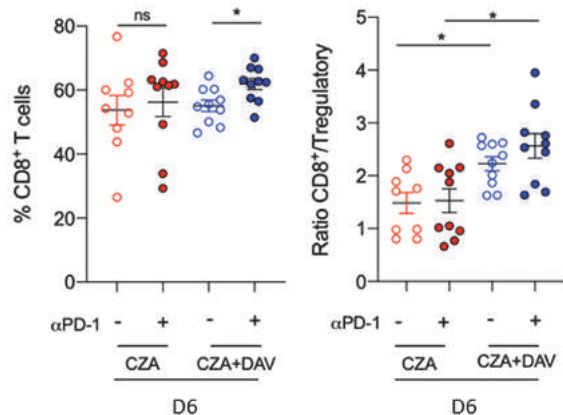 % CD8⁺ T cells
80
60
40
20
0
ns
*
αPD-1
- + - +
CZA CZA+DAV
D6
Ratio CD8⁺/Tregulatory
5
4
3
2
1
0
*
*
αPD-1
- + - +
CZA CZA+DAV
D6